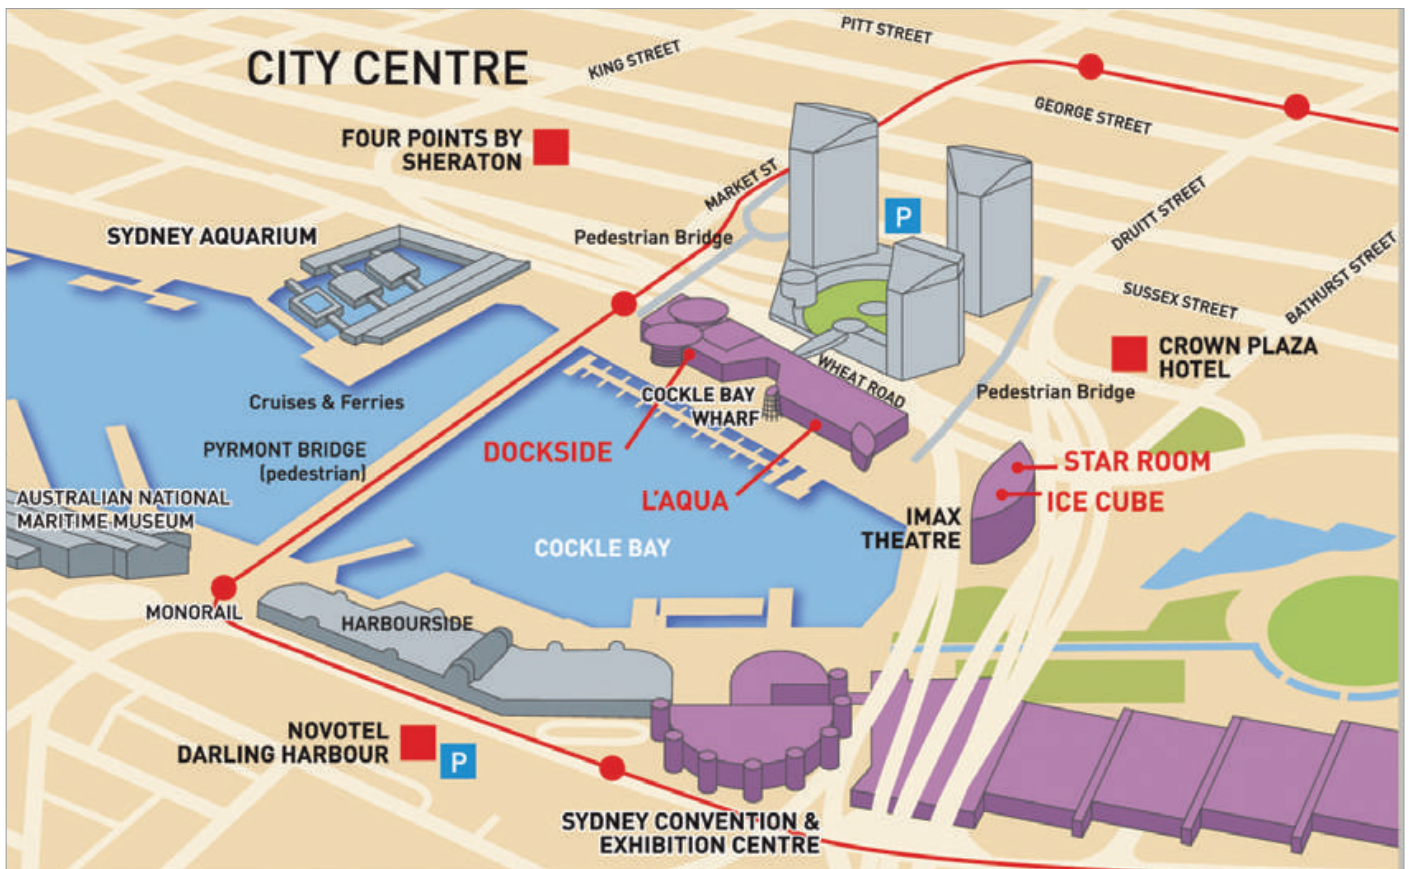 PITT STREET
CITY CENTRE
KING STREET
GEORGE STREET
FOUR POINTS BY
SHERATON
MARKET ST
P
DRUITT STREET
SYDNEY AQUARIUM
Pedestrian Bridge
BATHURST STREET
SUSSEX STREET
CROWN PLAZA
HOTEL
WHEAT ROAD
Pedestrian Bridge
Cruises & Ferries
COCKLE BAY
WHARF
PYRMONT BRIDGE
(pedestrian)
DOCKSIDE
STAR ROOM
L'AQUA
ICE CUBE
AUSTRALIAN NATIONAL
MARITIME MUSEUM
IMAX
THEATRE
COCKLE BAY
MONORAIL
HARBOURSIDE
NOVOTEL
DARLING HARBOUR
P
SYDNEY CONVENTION &
EXHIBITION CENTRE